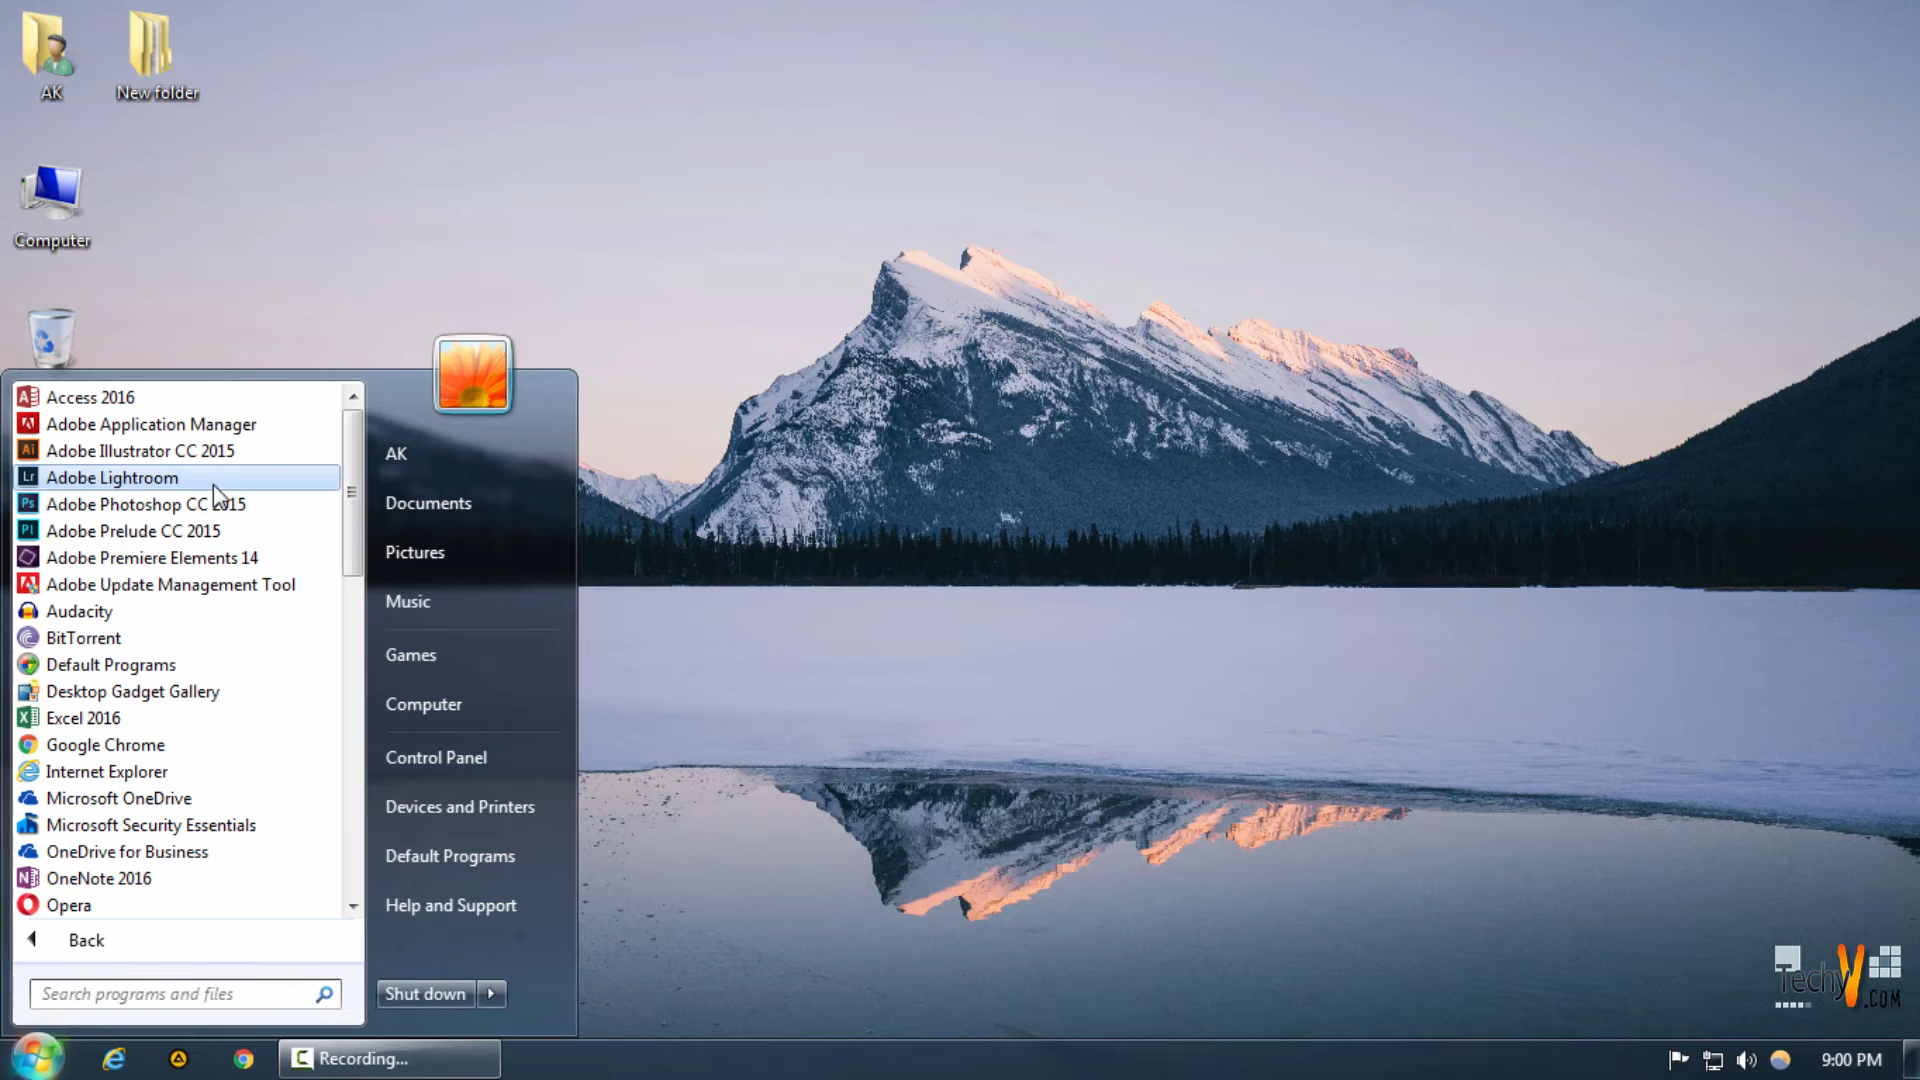 AK
New folder
Computer
Access 2016
Adobe Application Manager
Adobe Illustrator CC 2015
Adobe Lightroom
Adobe Photoshop CC 2015
Adobe Prelude CC 2015
Adobe Premiere Elements 14
Adobe Update Management Tool
Audacity
BitTorrent
Default Programs
Desktop Gadget Gallery
Excel 2016
Google Chrome
Internet Explorer
Microsoft OneDrive
Microsoft Security Essentials
OneDrive for Business
OneNote 2016
Opera
Back
Search programs and files
AK
Documents
Pictures
Music
Games
Computer
Control Panel
Devices and Printers
Default Programs
Help and Support
Shut down
TechyV
.COM
Recording...
9:00 PM